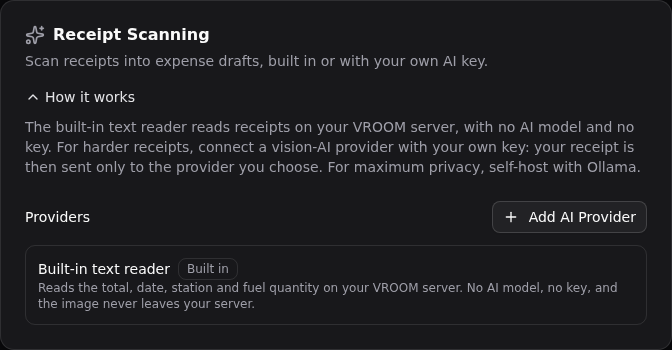 Receipt Scanning
Scan receipts into expense drafts, built in or with your own AI key.
How it works
The built-in text reader reads receipts on your VROOM server, with no AI model and no
key. For harder receipts, connect a vision-AI provider with your own key: your receipt is
then sent only to the provider you choose. For maximum privacy, self-host with Ollama.
Providers
+ Add AI Provider
Built-in text reader Built in
Reads the total, date, station and fuel quantity on your VROOM server. No AI model, no key, and
the image never leaves your server.